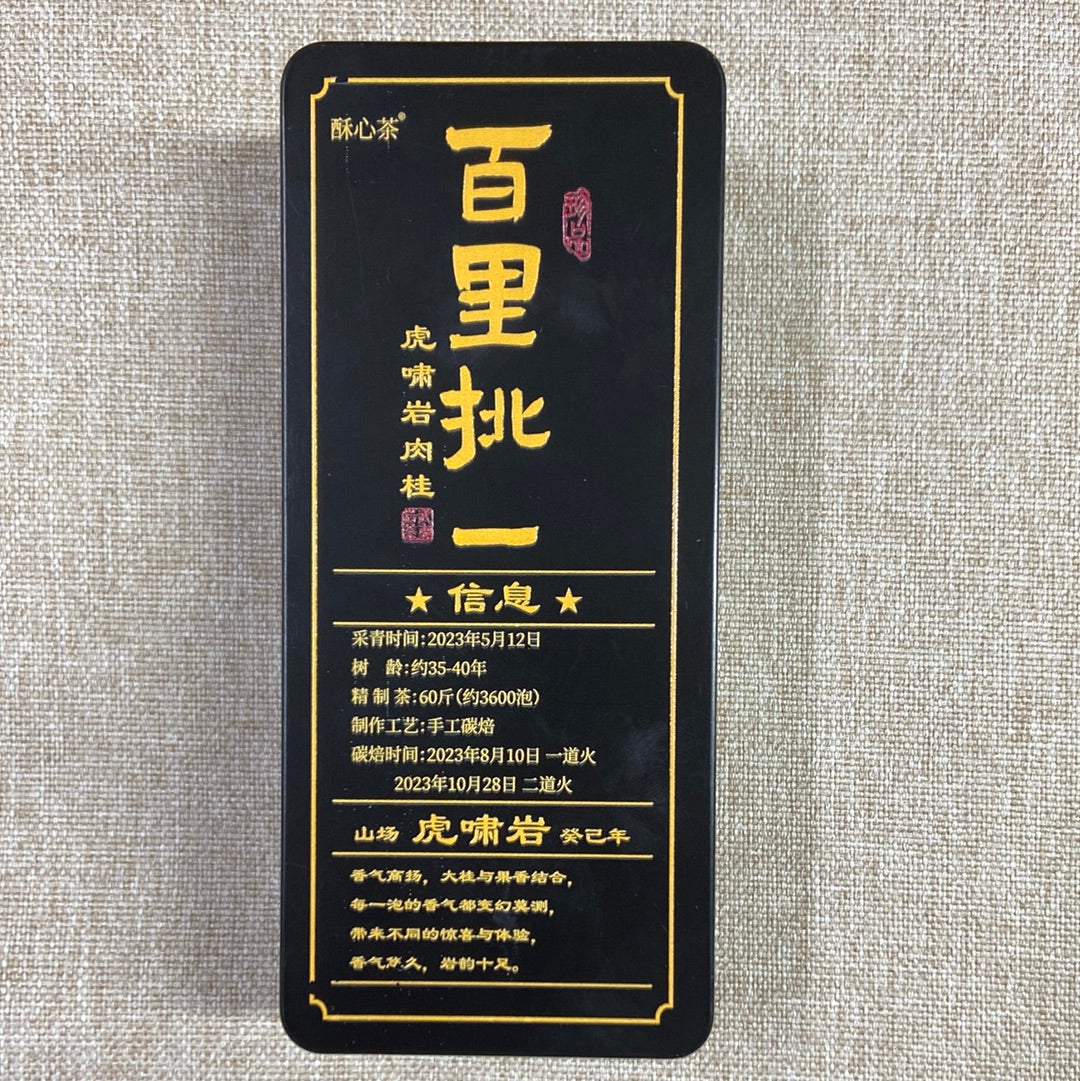 酥心茶®
百里挑一
珍品
虎啸岩肉桂
★ 信息 ★
采青时间:2023年5月12日
树 龄:约35-40年
精制茶:60斤(约3600泡)
制作工艺:手工碳焙
碳焙时间:2023年8月10日 一道火
2023年10月28日 二道火
山场 虎啸岩 癸己年
香气高扬，大桂与果香结合，
每一泡的香气都变幻莫测，
带来不同的惊喜与体验，
香气悠久，岩韵十足。